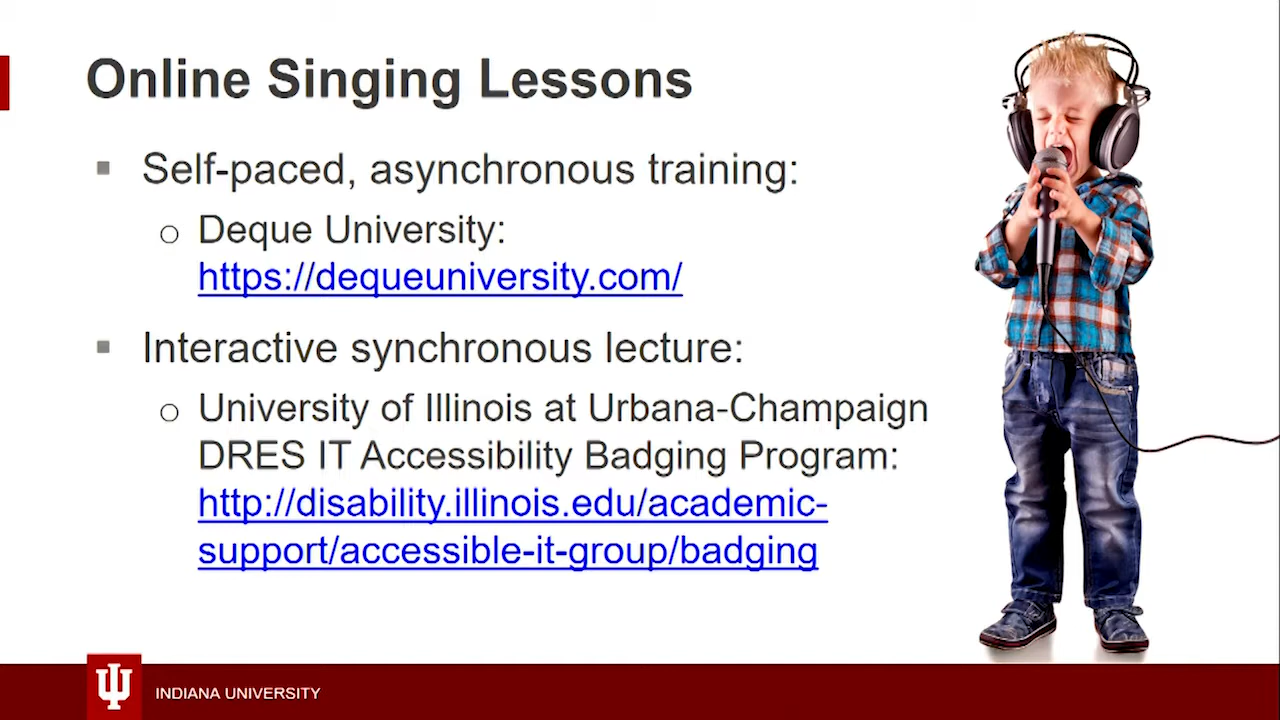 Online Singing Lessons
Self-paced, asynchronous training:
Deque University:
https://dequeuniversity.com/
Interactive synchronous lecture:
University of Illinois at Urbana-Champaign
DRES IT Accessibility Badging Program:
http://disability.illinois.edu/academic-
support/accessible-it-group/badging
INDIANA UNIVERSITY